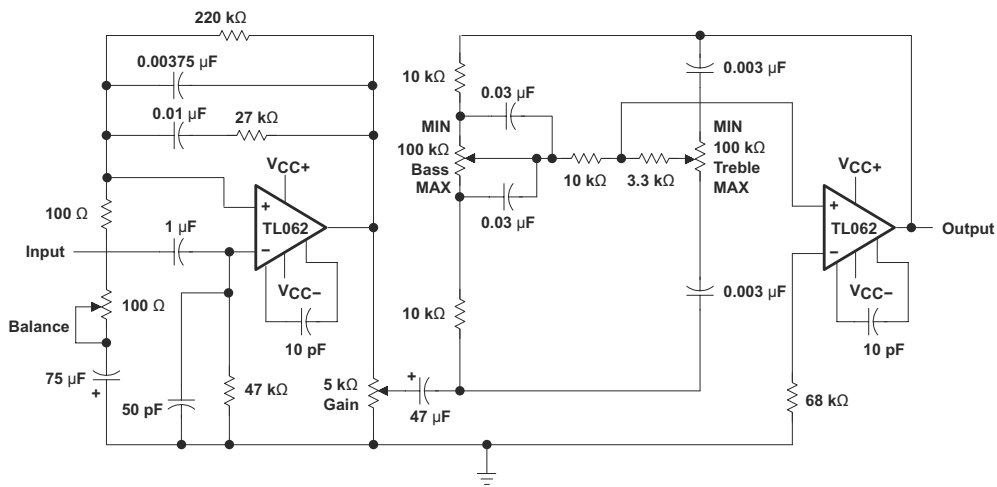 220 kΩ
0.00375 µF
0.01 µF
27 kΩ
VCC+
100 Ω
1 µF
+
TL062
−
Input
VCC−
100 Ω
Balance
10 pF
75 µF
+
50 pF
47 kΩ
5 kΩ
Gain
+
47 µF
10 kΩ
0.03 µF
0.003 µF
MIN
100 kΩ
Bass
MAX
10 kΩ
3.3 kΩ
MIN
100 kΩ
Treble
MAX
0.03 µF
VCC+
+
TL062
−
Output
VCC−
10 kΩ
0.003 µF
10 pF
68 kΩ